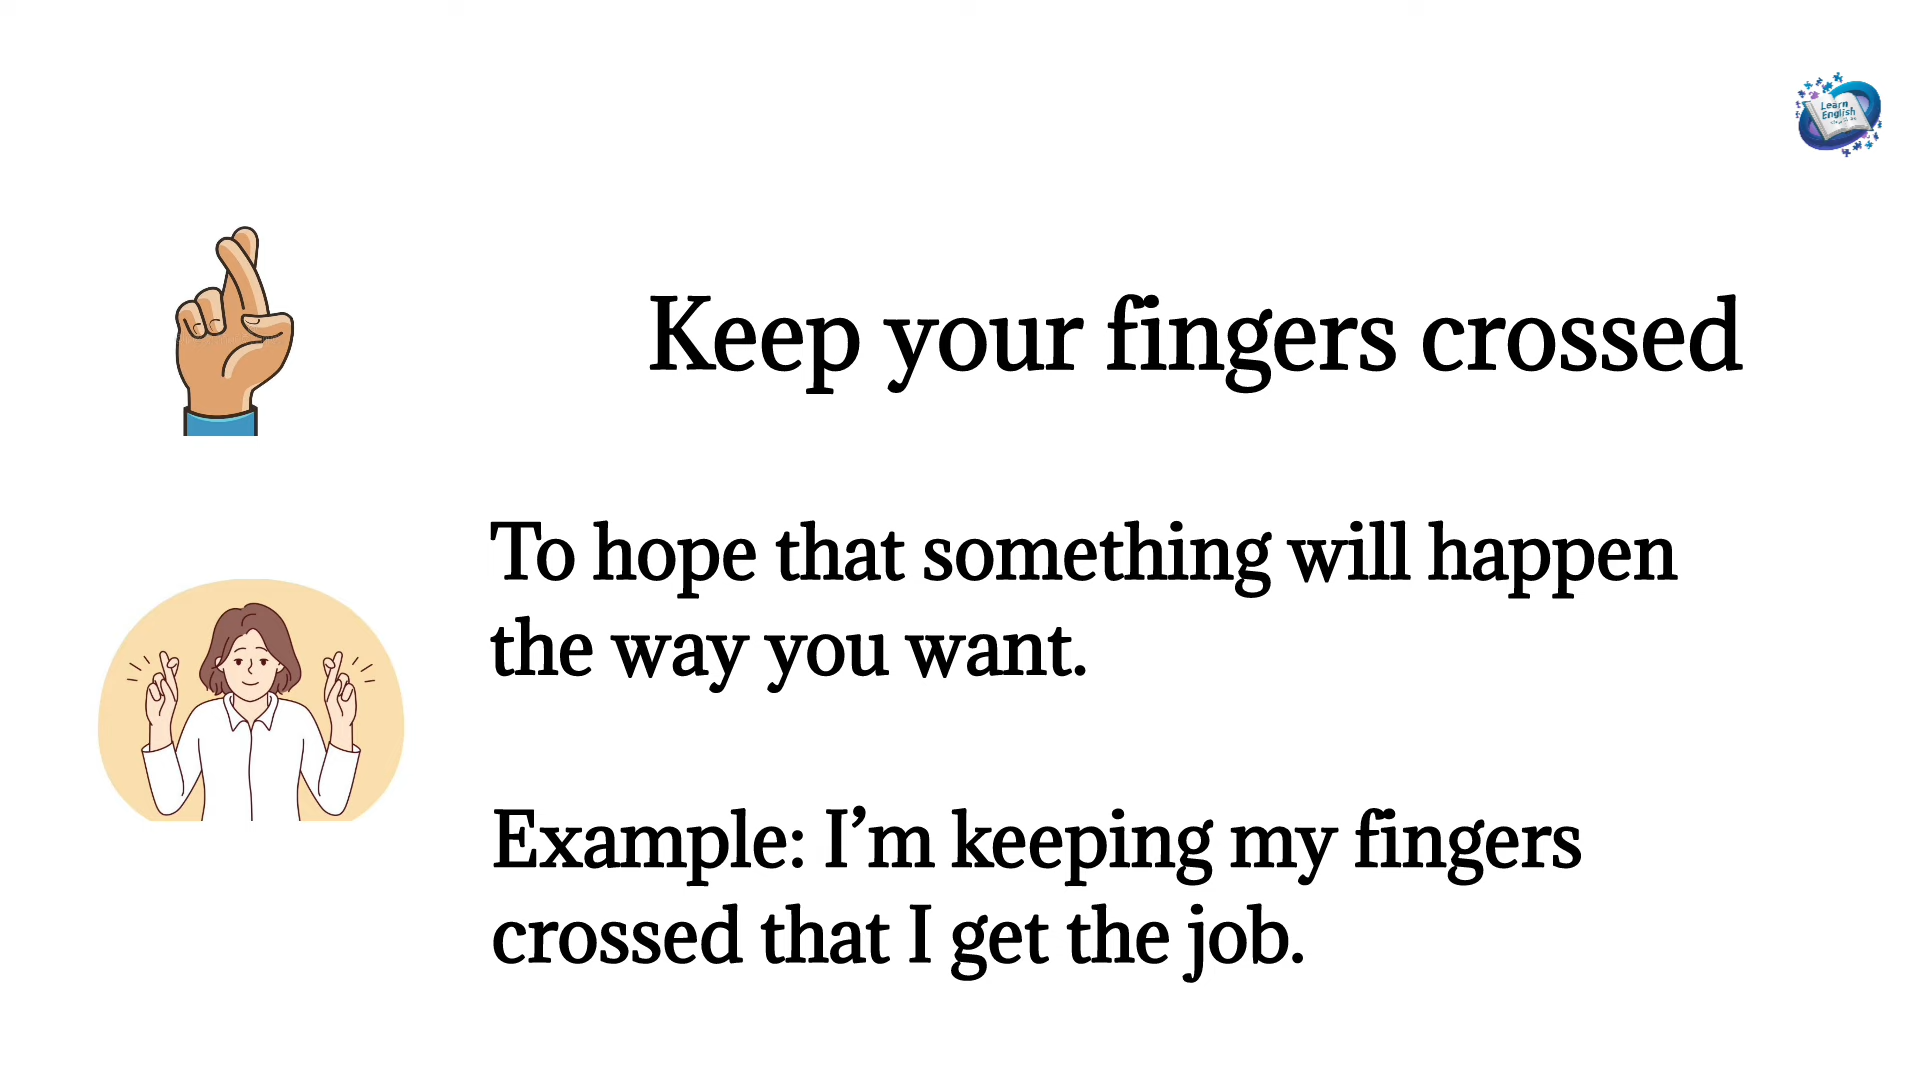 Learn
English
Keep your fingers crossed
To hope that something will happen
the way you want.
Example: I’m keeping my fingers
crossed that I get the job.